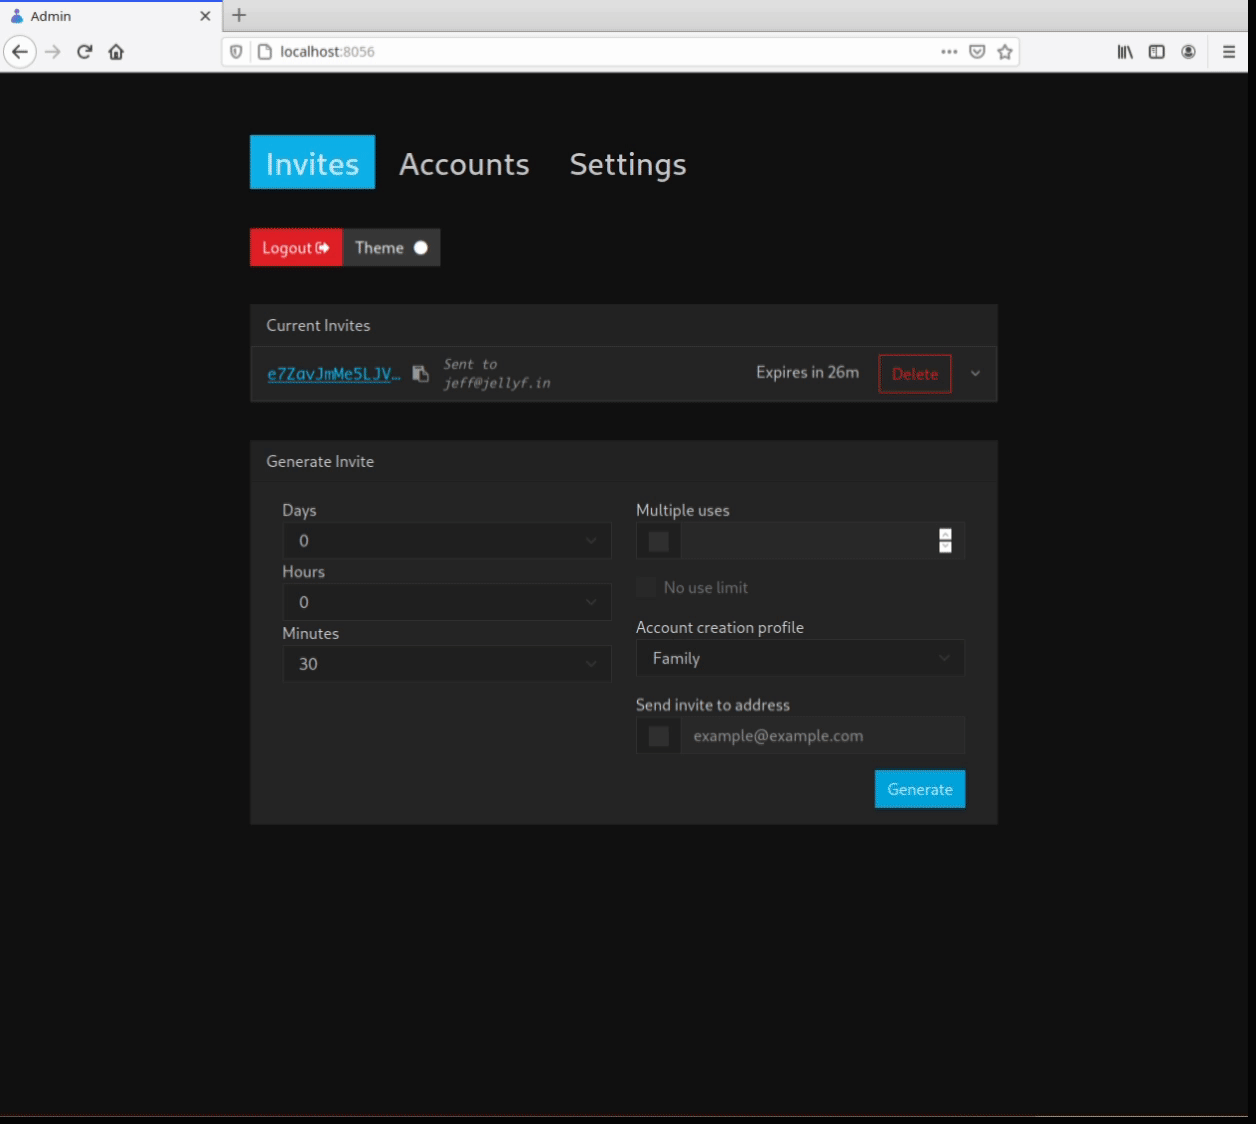 Admin
localhost:8056
Invites Accounts Settings
Logout Theme
Current Invites
e7ZavJmMe5LJV… Sent to
jeff@jellyf.in
Expires in 26m Delete
Generate Invite
Days
0
Hours
0
Minutes
30
Multiple uses
No use limit
Account creation profile
Family
Send invite to address
example@example.com
Generate